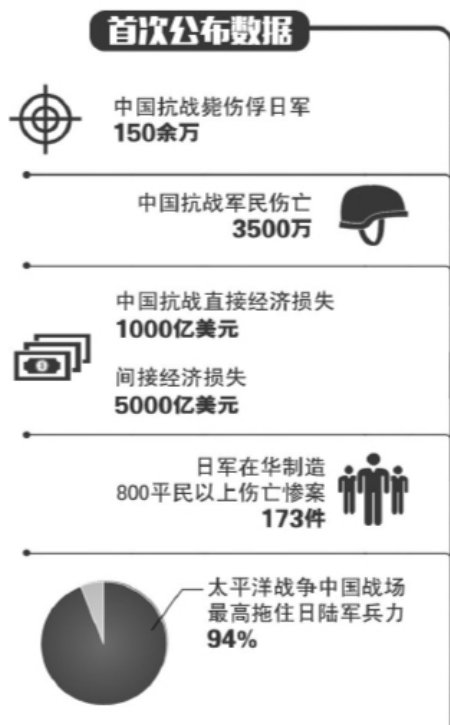 首次公布数据
中国抗战毙伤俘日军
150余万
中国抗战军民伤亡
3500万
中国抗战直接经济损失
1000亿美元
间接经济损失
5000亿美元
日军在华制造
800平民以上伤亡惨案
173件
太平洋战争中国战场
最高拖住日陆军兵力
94%